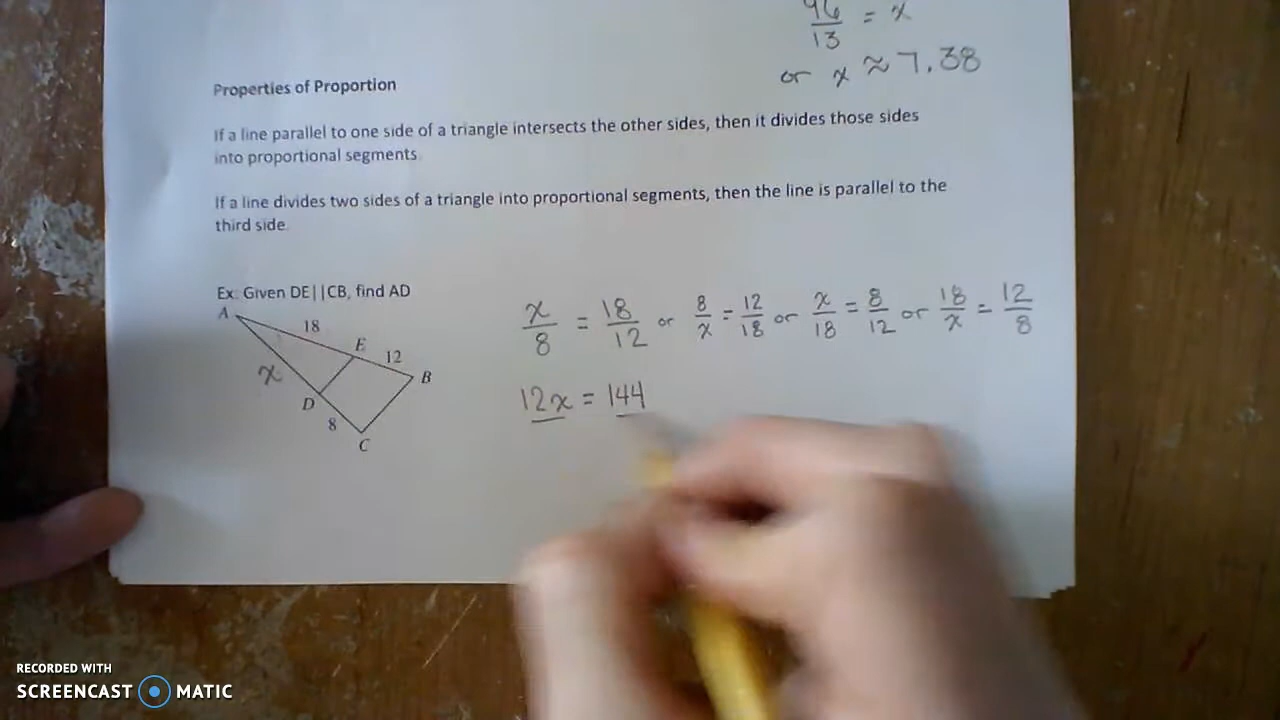 96/13 = x
or x ≈ 7.38
Properties of Proportion
If a line parallel to one side of a triangle intersects the other sides, then it divides those sides
into proportional segments
If a line divides two sides of a triangle into proportional segments, then the line is parallel to the
third side.
Ex: Given DE||CB, find AD
x/8 = 18/12 or 8/x = 12/18 or x/18 = 8/12 or 18/x = 12/8
A
18
E
12
x
B
D
8
C
12x = 144
RECORDED WITH
SCREENCAST MATIC